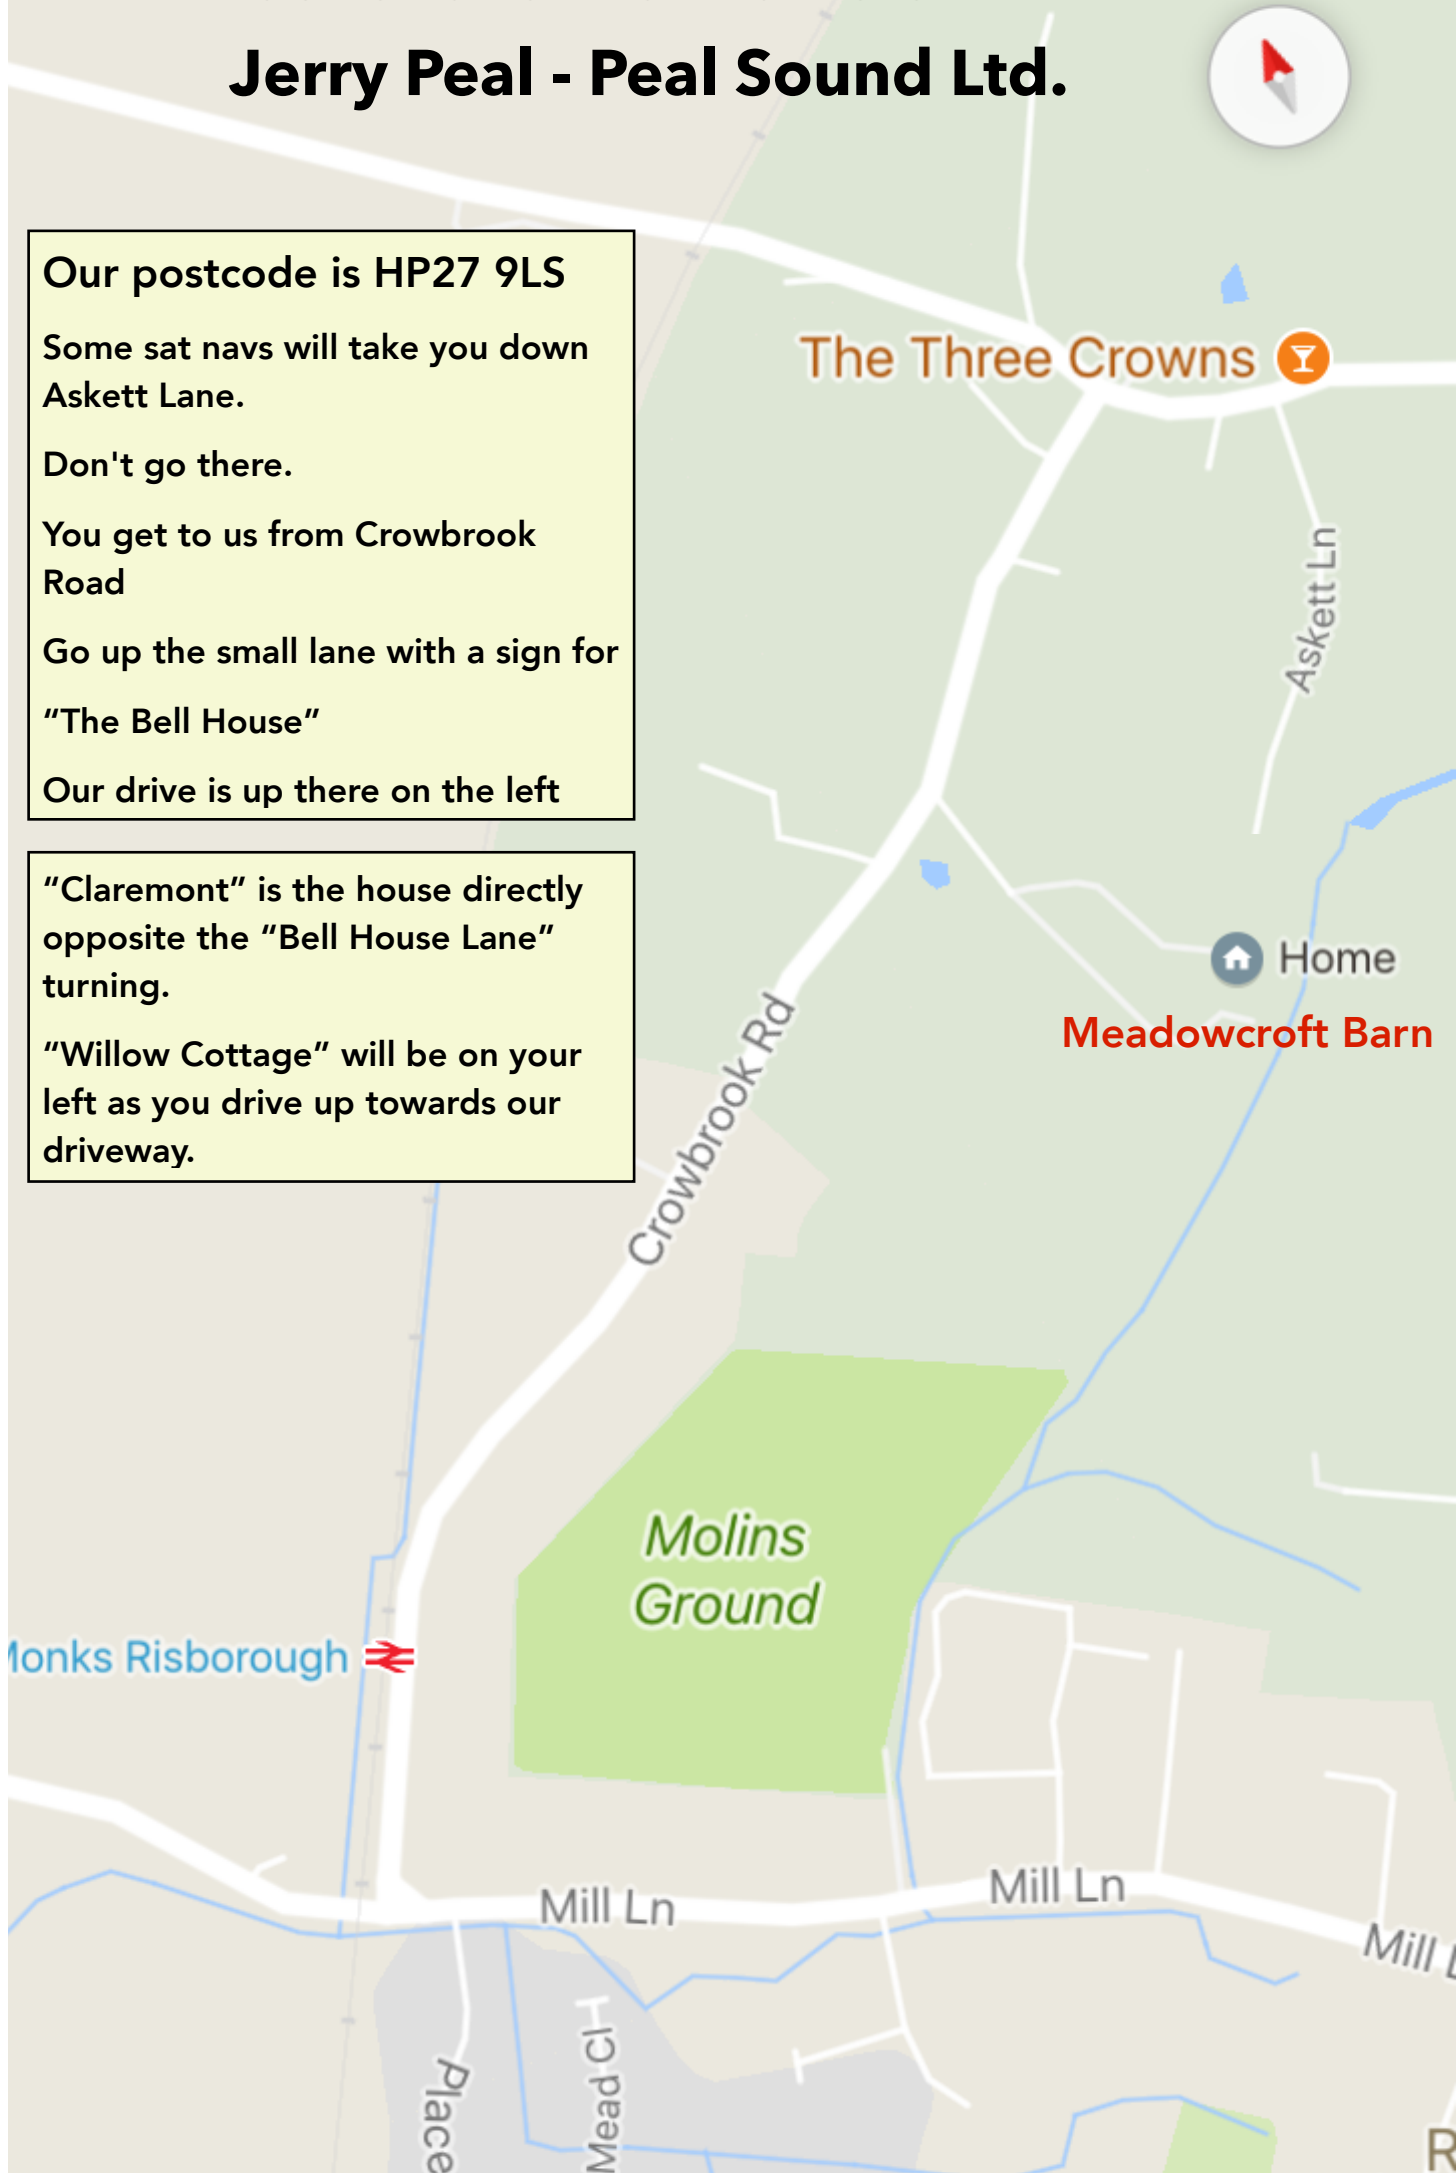 Jerry Peal - Peal Sound Ltd.
Our postcode is HP27 9LS
Some sat navs will take you down
Askett Lane.
Don't go there.
You get to us from Crowbrook
Road
Go up the small lane with a sign for
“The Bell House”
Our drive is up there on the left
“Claremont” is the house directly
opposite the “Bell House Lane”
turning.
“Willow Cottage” will be on your
left as you drive up towards our
driveway.
The Three Crowns
Askett Ln
Home
Meadowcroft Barn
Crowbrook Rd
Molins
Ground
Monks Risborough
Mill Ln
Mill Ln
Mill L
Place
Mead Cl
R